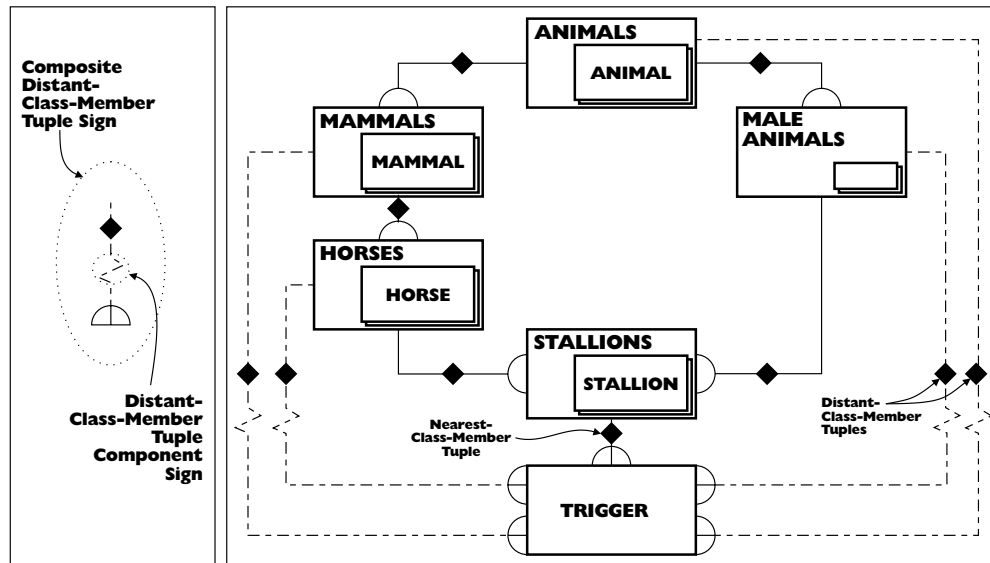 Composite
Distant-
Class-Member
Tuple Sign
Distant-
Class-Member
Tuple
Component
Sign
ANIMALS
ANIMAL
MAMMALS
MAMMAL
MALE
ANIMALS
HORSES
HORSE
STALLIONS
STALLION
Nearest-
Class-Member
Tuple
Distant-
Class-Member
Tuples
TRIGGER